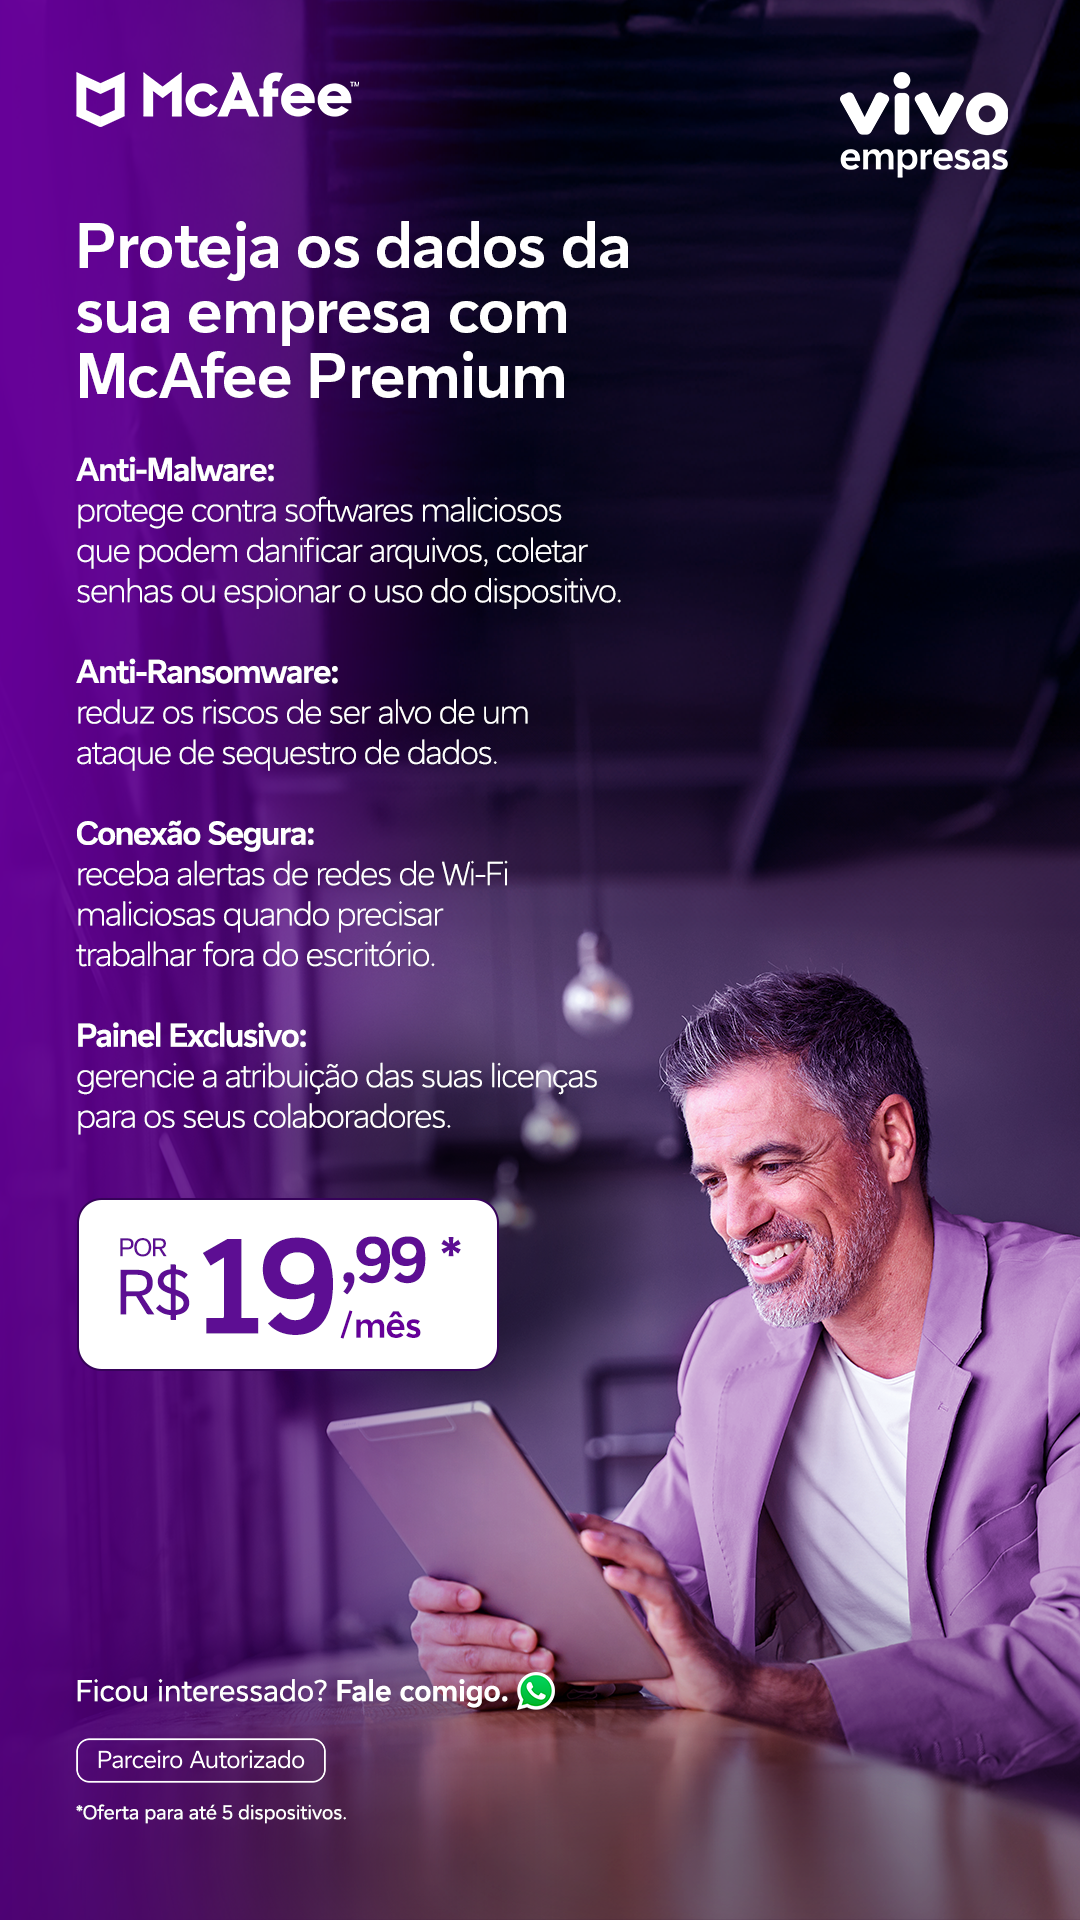 McAfee™
vivo
empresas
Proteja os dados da
sua empresa com
McAfee Premium
Anti-Malware:
protege contra softwares maliciosos
que podem danificar arquivos, coletar
senhas ou espionar o uso do dispositivo.
Anti-Ransomware:
reduz os riscos de ser alvo de um
ataque de sequestro de dados.
Conexão Segura:
receba alertas de redes de Wi-Fi
maliciosas quando precisar
trabalhar fora do escritório.
Painel Exclusivo:
gerencie a atribuição das suas licenças
para os seus colaboradores.
POR
R$ 19,99 *
/mês
Ficou interessado? Fale comigo.
Parceiro Autorizado
*Oferta para até 5 dispositivos.